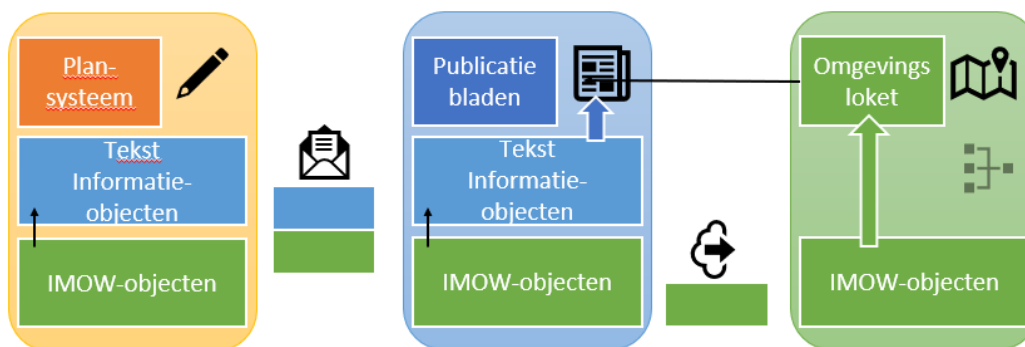 Plan-
systeem
Tekst
Informatie-
objecten
IMOW-objecten
Publicatie
bladen
Tekst
Informatie-
objecten
IMOW-objecten
Omgevings
loket
IMOW-objecten